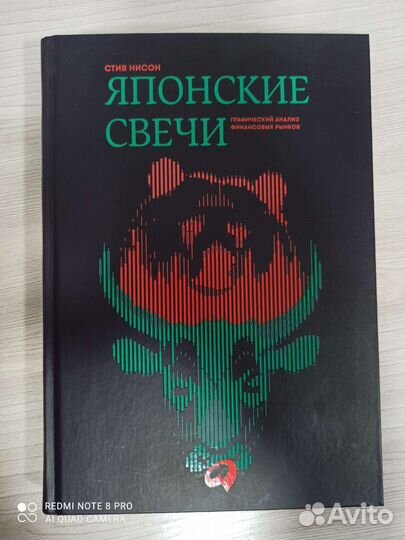 СТИВ НИСОН
ЯПОНСКИЕ
СВЕЧИ
ГРАФИЧЕСКИЙ АНАЛИЗ
ФИНАНСОВЫХ РЫНКОВ
REDMI NOTE 8 PRO
AI QUAD CAMERA
Avito